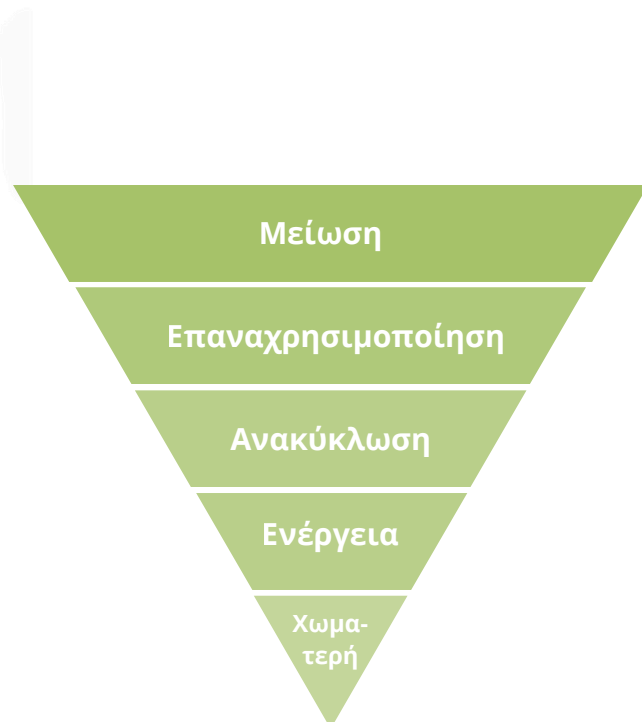 Μείωση
Επαναχρησιμοποίηση
Ανακύκλωση
Ενέργεια
Χωμα-
τερή